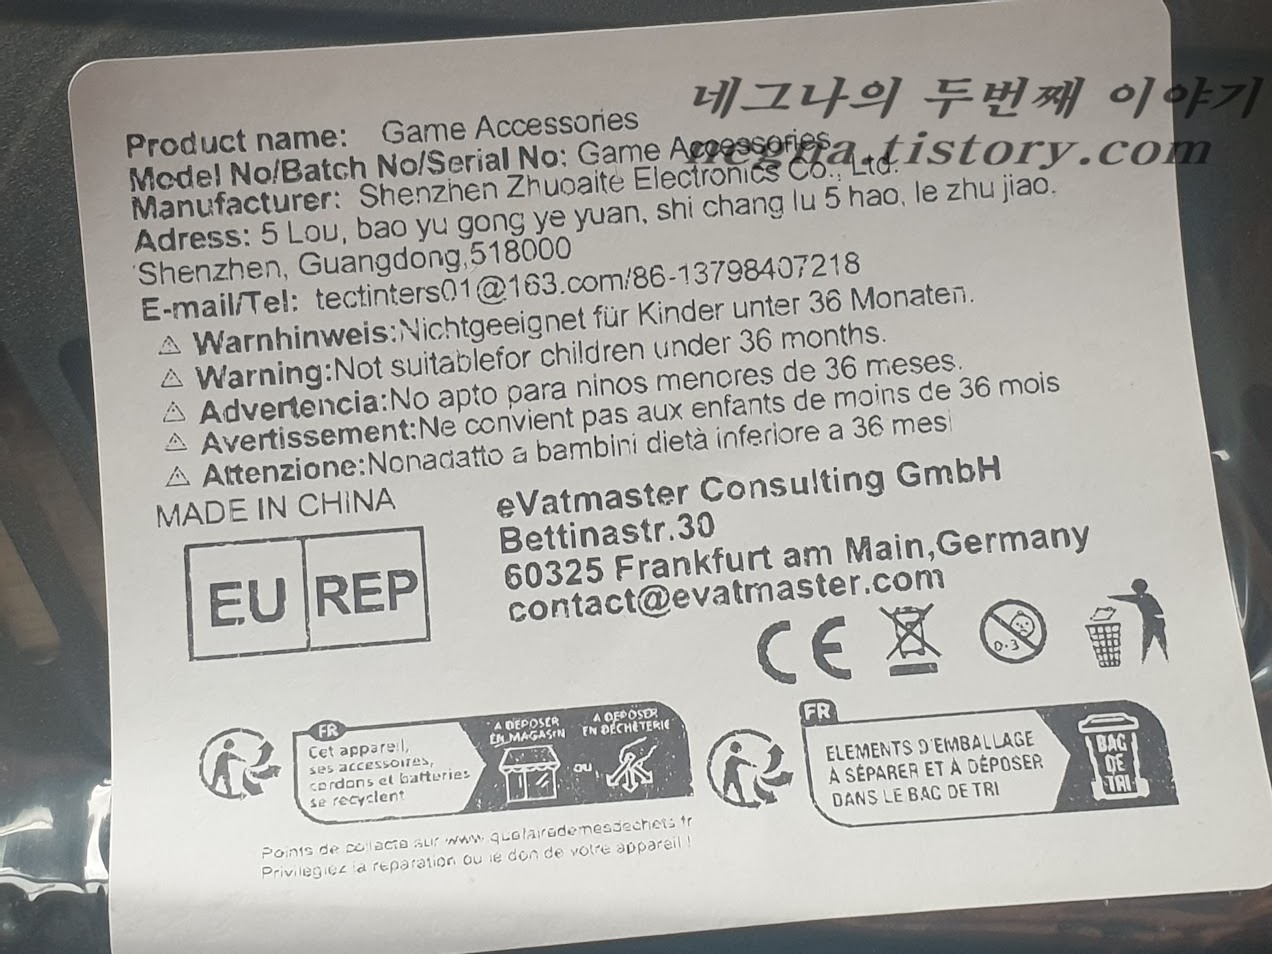 네그나의 두번째 이야기
negna.tistory.com
Product name: Game Accessories
Model No/Batch No/Serial No: Game Accessories
Manufacturer: Shenzhen Zhuoaite Electronics Co., Ltd.
Adress: 5 Lou, bao yu gong ye yuan, shi chang lu 5 hao, le zhu jiao.
Shenzhen, Guangdong,518000
E-mail/Tel: tectinters01@163.com/86-13798407218
Warnhinweis:Nichtgeeignet für Kinder unter 36 Monaten.
Warning:Not suitablefor children under 36 months.
Advertencia:No apto para ninos menores de 36 meses.
Avertissement:Ne convient pas aux enfants de moins de 36 mois
Attenzione:Nonadatto a bambini dietà inferiore a 36 mesi
MADE IN CHINA
EU REP
eVatmaster Consulting GmbH
Bettinastr.30
60325 Frankfurt am Main,Germany
contact@evatmaster.com
CE
0-3
FR
Cet appareil,
ses accessoires,
cordons et batteries
se recyclent
A DEPOSER
EN MAGASIN
OU
A DEPOSER
EN DECHETERIE
Points de collecte sur www. quefairedemesdechets fr
Privilegiez la reparation ou le don de votre appareil !
FR
ELEMENTS D'EMBALLAGE
À SÉPARER ET À DÉPOSER
DANS LE BAC DE TRI
BAC
DE
TRI